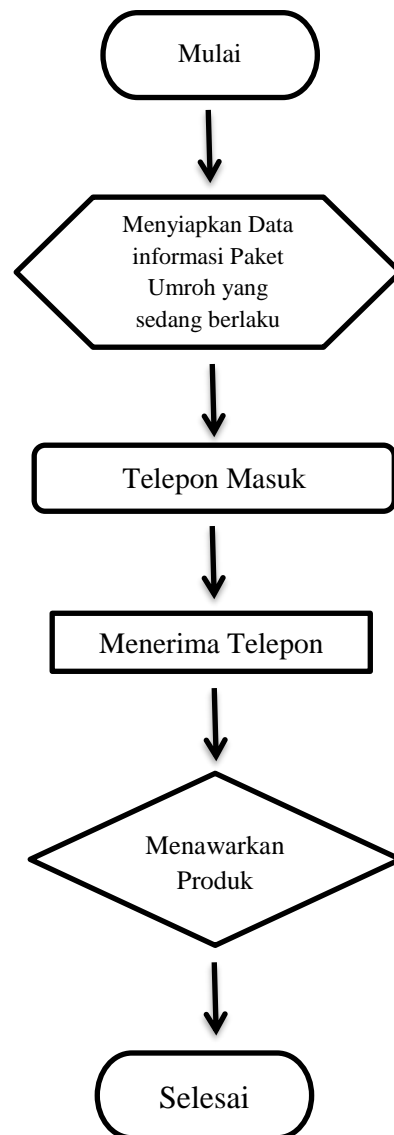 Mulai
Menyiapkan Data
informasi Paket
Umroh yang
sedang berlaku
Telepon Masuk
Menerima Telepon
Menawarkan
Produk
Selesai